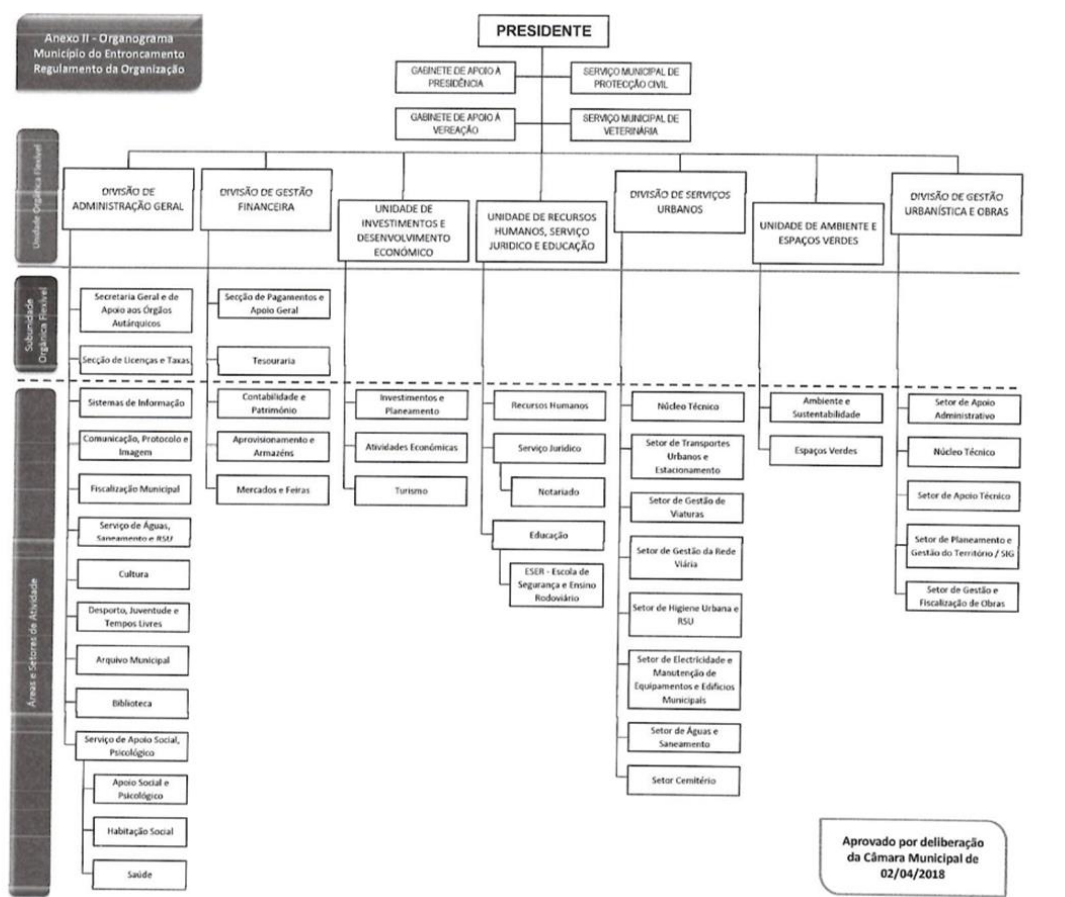 Anexo II - Organograma
Município do Entroncamento
Regulamento da Organização
PRESIDENTE
GABINETE DE APOIO À
PRESIDÊNCIA
SERVIÇO MUNICIPAL DE
PROTECÇÃO CIVIL
GABINETE DE APOIO À
VEREAÇÃO
SERVIÇO MUNICIPAL DE
VETERINÁRIA
Unidade Orgânica Flexível
DIVISÃO DE
ADMINISTRAÇÃO GERAL
DIVISÃO DE GESTÃO
FINANCEIRA
UNIDADE DE
INVESTIMENTOS E
DESENVOLVIMENTO
ECONÓMICO
UNIDADE DE RECURSOS
HUMANOS, SERVIÇO
JURIDICO E EDUCAÇÃO
DIVISÃO DE SERVIÇOS
URBANOS
UNIDADE DE AMBIENTE E
ESPAÇOS VERDES
DIVISÃO DE GESTÃO
URBANÍSTICA E OBRAS
Subunidade
Orgânica Flexível
Secretaria Geral e de
Apoio aos Órgãos
Autárquicos
Secção de Licenças e Taxas
Secção de Pagamentos e
Apoio Geral
Tesouraria
Áreas e Setores de Atividade
Sistemas de Informação
Comunicação, Protocolo e
Imagem
Fiscalização Municipal
Serviço de Águas,
Saneamento e RSU
Cultura
Desporto, Juventude e
Tempos Livres
Arquivo Municipal
Biblioteca
Serviço de Apoio Social,
Psicológico
Apoio Social e
Psicológico
Habitação Social
Saúde
Contabilidade e
Património
Aprovisionamento e
Armazéns
Mercados e Feiras
Investimentos e
Planeamento
Atividades Económicas
Turismo
Recursos Humanos
Serviço Jurídico
Notariado
Educação
ESER - Escola de
Segurança e Ensino
Rodoviário
Núcleo Técnico
Setor de Transportes
Urbanos e
Estacionamento
Setor de Gestão de
Viaturas
Setor de Gestão da Rede
Viária
Setor de Higiene Urbana e
RSU
Setor de Electricidade e
Manutenção de
Equipamentos e Edifícios
Municipais
Setor de Águas e
Saneamento
Setor Cemitério
Ambiente e
Sustentabilidade
Espaços Verdes
Setor de Apoio
Administrativo
Núcleo Técnico
Setor de Apoio Técnico
Setor de Planeamento e
Gestão do Território / SIG
Setor de Gestão e
Fiscalização de Obras
Aprovado por deliberação
da Câmara Municipal de
02/04/2018